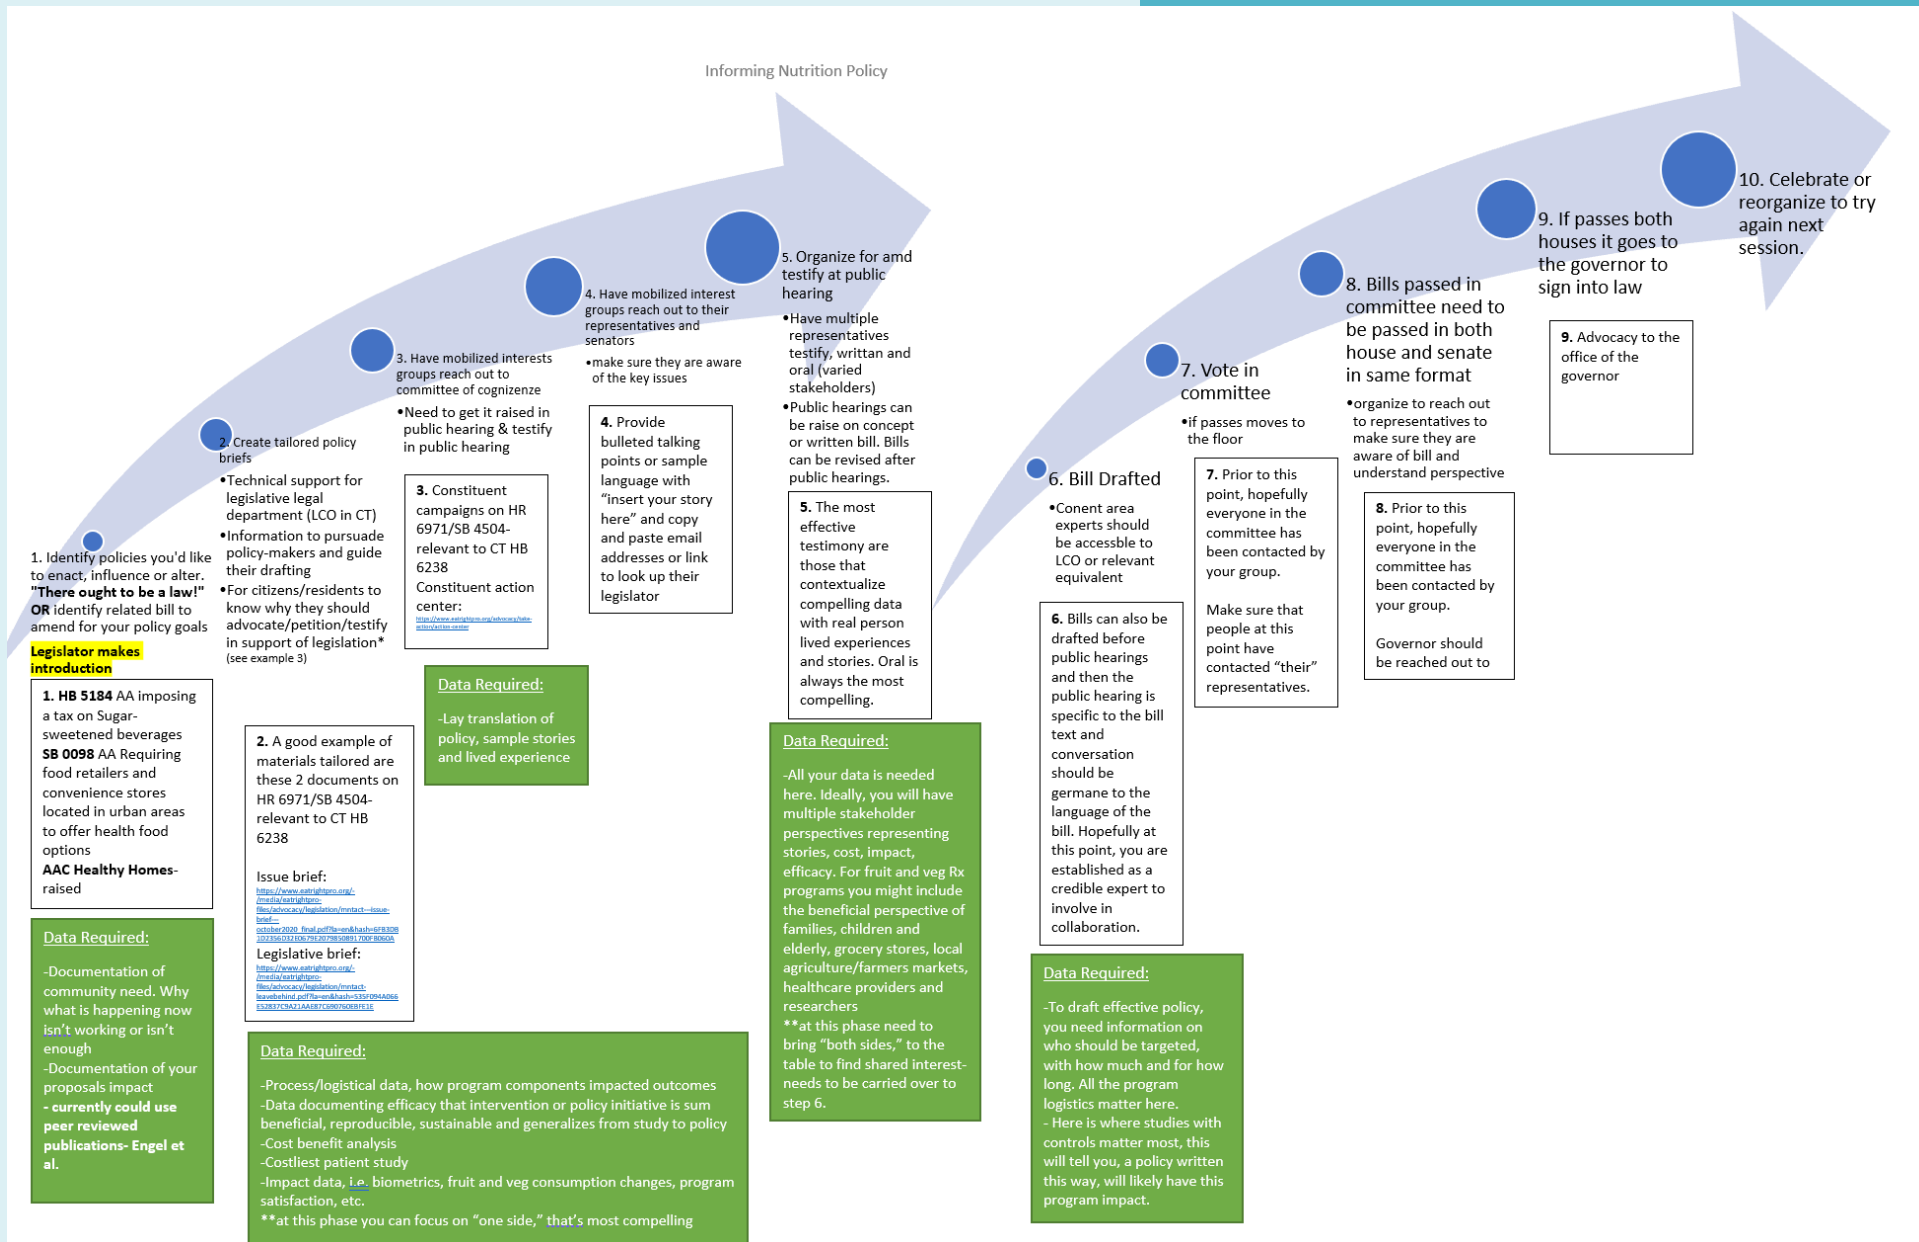 Informing Nutrition Policy
1. Identify policies you'd like
to enact, influence or alter.
"There ought to be a law!"
OR identify related bill to
amend for your policy goals
Legislator makes
introduction
1. HB 5184 AA imposing
a tax on Sugar-
sweetened beverages
SB 0098 AA Requiring
food retailers and
convenience stores
located in urban areas
to offer health food
options
AAC Healthy Homes-
raised
Data Required:
-Documentation of
community need. Why
what is happening now
isn't working or isn't
enough
-Documentation of your
proposals impact
- currently could use
peer reviewed
publications- Engel et
al.
2. Create tailored policy
briefs
•Technical support for
legislative legal
department (LCO in CT)
•Information to pursuade
policy-makers and guide
their drafting
•For citizens/residents to
know why they should
advocate/petition/testify
in support of legislation*
(see example 3)
2. A good example of
materials tailored are
these 2 documents on
HR 6971/SB 4504-
relevant to CT HB
6238
Issue brief:
https://www.eatrightpro.org/-
/media/eatrightpro-
files/advocacy/legislation/mntact---issue-
brief---
Legislative brief:
https://www.eatrightpro.org/-
/media/eatrightpro-
files/advocacy/legislation/mntact-
Data Required:
-Process/logistical data, how program components impacted outcomes
-Data documenting efficacy that intervention or policy initiative is sum
beneficial, reproducible, sustainable and generalizes from study to policy
-Cost benefit analysis
-Costliest patient study
-Impact data, i.e. biometrics, fruit and veg consumption changes, program
satisfaction, etc.
**at this phase you can focus on "one side," that's most compelling
3. Have mobilized interests
groups reach out to
committee of cognizenze
•Need to get it raised in
public hearing & testify
in public hearing
3. Constituent
campaigns on HR
6971/SB 4504-
relevant to CT HB
6238
Constituent action
center:
https://www.eatrightpro.org/advocacy/take-
action/action-center
Data Required:
-Lay translation of
policy, sample stories
and lived experience
4. Have mobilized interest
groups reach out to their
representatives and
senators
•make sure they are aware
of the key issues
4. Provide
bulleted talking
points or sample
language with
“insert your story
here” and copy
and paste email
addresses or link
to look up their
legislator
5. Organize for amd
testify at public
hearing
•Have multiple
representatives
testify, writtan and
oral (varied
stakeholders)
•Public hearings can
be raise on concept
or written bill. Bills
can be revised after
public hearings.
5. The most
effective
testimony are
those that
contextualize
compelling data
with real person
lived experiences
and stories. Oral is
always the most
compelling.
Data Required:
-All your data is needed
here. Ideally, you will have
multiple stakeholder
perspectives representing
stories, cost, impact,
efficacy. For fruit and veg Rx
programs you might include
the beneficial perspective of
families, children and
elderly, grocery stores, local
agriculture/farmers markets,
healthcare providers and
researchers
**at this phase need to
bring “both sides,” to the
table to find shared interest-
needs to be carried over to
step 6.
6. Bill Drafted
•Conent area
experts should
be accessble to
LCO or relevant
equivalent
6. Bills can also be
drafted before
public hearings
and then the
public hearing is
specific to the bill
text and
conversation
should be
germane to the
language of the
bill. Hopefully at
this point, you are
established as a
credible expert to
involve in
collaboration.
Data Required:
-To draft effective policy,
you need information on
who should be targeted,
with how much and for how
long. All the program
logistics matter here.
- Here is where studies with
controls matter most, this
will tell you, a policy written
this way, will likely have this
program impact.
7. Vote in
committee
•if passes moves to
the floor
7. Prior to this
point, hopefully
everyone in the
committee has
been contacted by
your group.
Make sure that
people at this
point have
contacted “their”
representatives.
8. Bills passed in
committee need to
be passed in both
house and senate
in same format
•organize to reach out
to representatives to
make sure they are
aware of bill and
understand perspective
8. Prior to this
point, hopefully
everyone in the
committee has
been contacted by
your group.
Governor should
be reached out to
9. If passes both
houses it goes to
the governor to
sign into law
9. Advocacy to the
office of the
governor
10. Celebrate or
reorganize to try
again next
session.